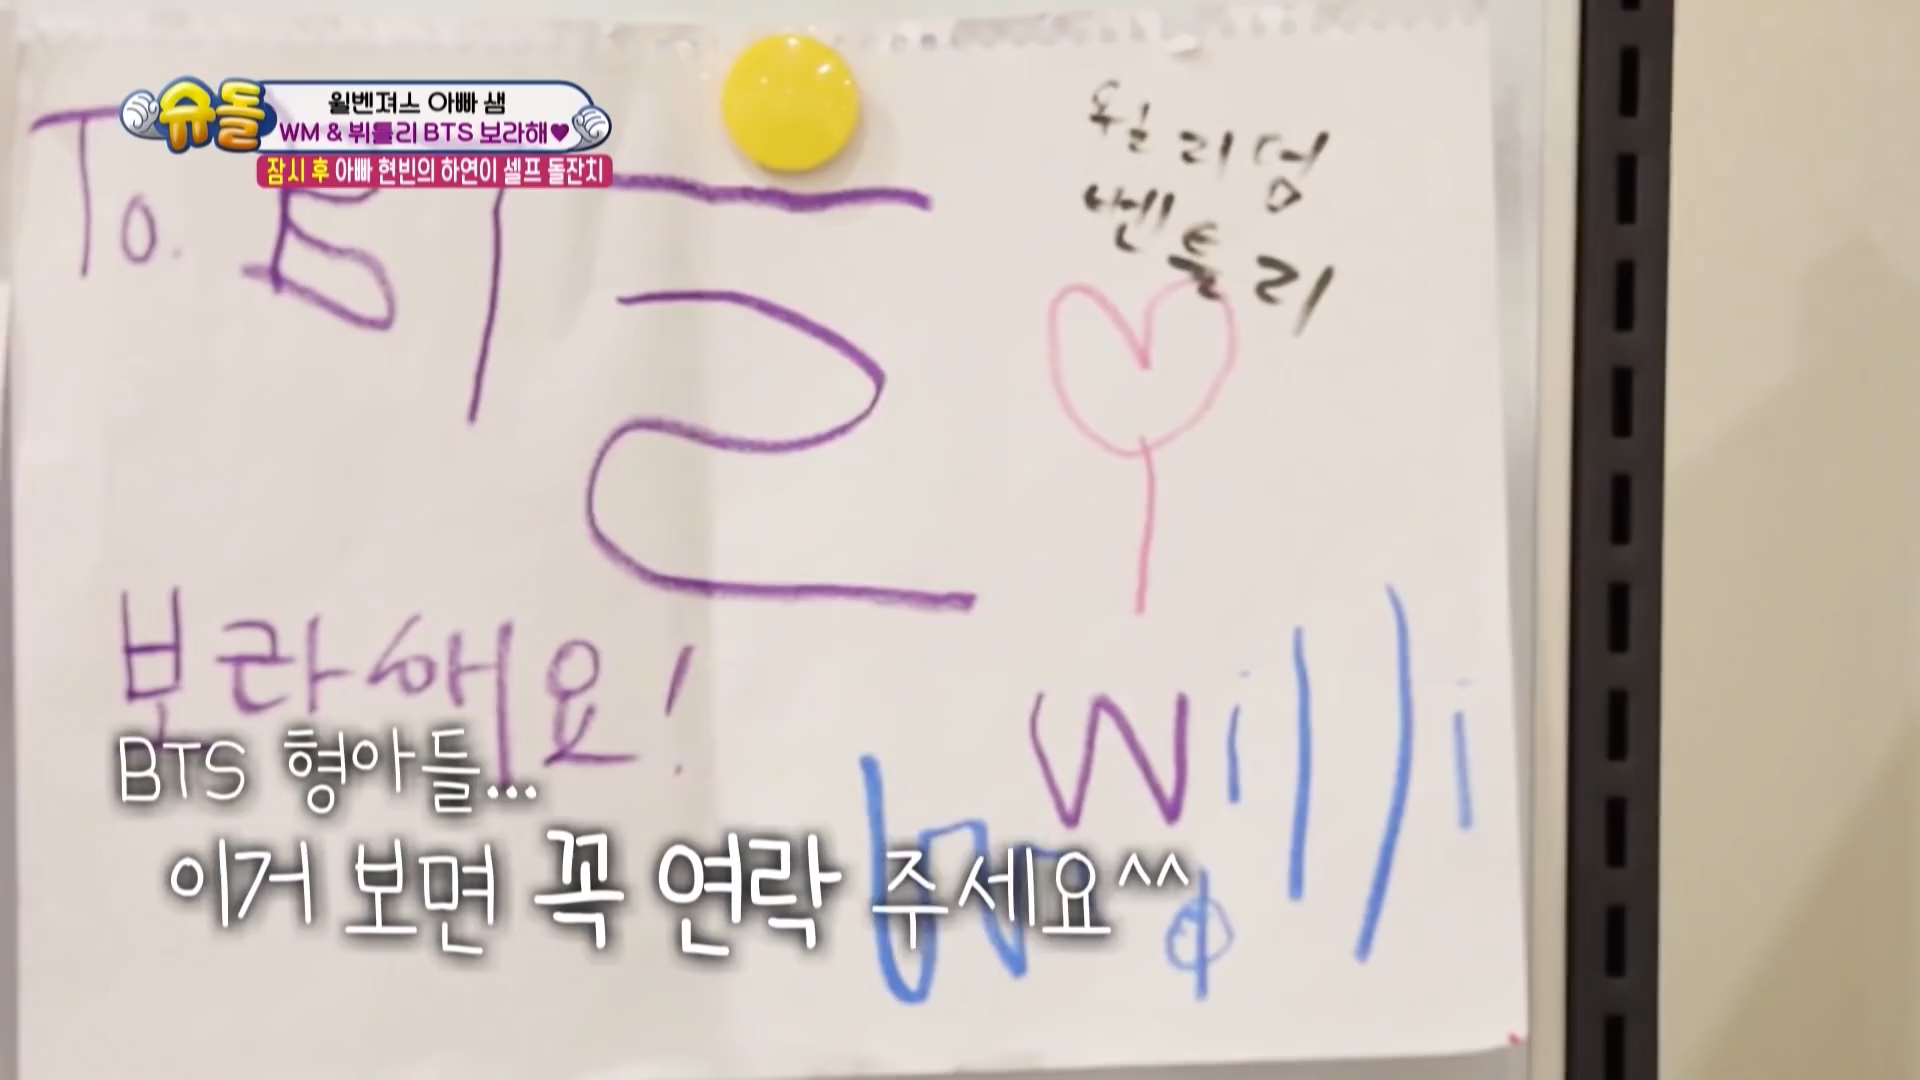 슈돌
윌벤져스 아빠 샘
WM & 뷔틀리 BTS 보라해♥
잠시 후 아빠 현빈의 하연이 셀프 돌잔치
To.
윌리엄
벤틀리
보라해요!
Willi
BTS 형아들...
이거 보면 꼭 연락 주세요^^